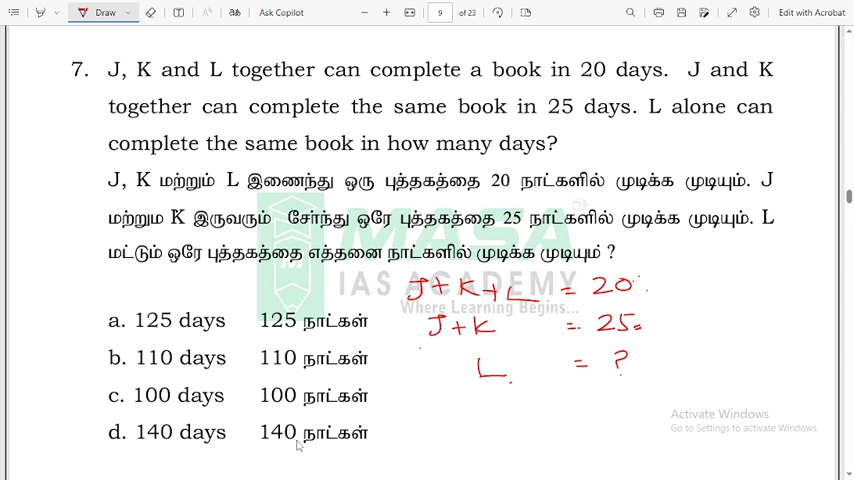 Draw
Ask Copilot
9 of 23
Edit with Acrobat
7. J, K and L together can complete a book in 20 days. J and K
together can complete the same book in 25 days. L alone can
complete the same book in how many days?
J, K மற்றும் L இணைந்து ஒரு புத்தகத்தை 20 நாட்களில் முடிக்க முடியும். J
மற்றும K இருவரும் சேர்ந்து ஒரே புத்தகத்தை 25 நாட்களில் முடிக்க முடியும். L
மட்டும் ஒரே புத்தகத்தை எத்தனை நாட்களில் முடிக்க முடியும் ?
MASA
IAS ACADEMY
Where Learning Begins...
J + K + L = 20
J + K = 25
L = ?
a. 125 days 125 நாட்கள்
b. 110 days 110 நாட்கள்
c. 100 days 100 நாட்கள்
d. 140 days 140 நாட்கள்
Activate Windows
Go to Settings to activate Windows.